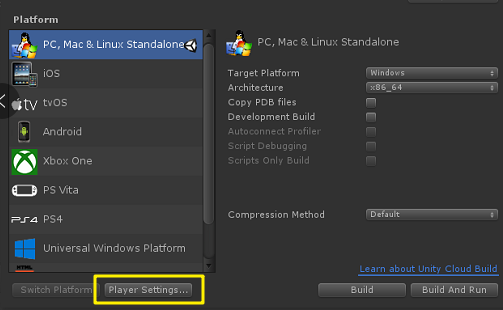 Platform
PC, Mac & Linux Standalone
iOS
tv
tvOS
Android
Xbox One
PS Vita
PS4
PS4
Universal Windows Platform
Switch Platform
Player Settings...
PC, Mac & Linux Standalone
Target Platform Windows
Architecture x86_64
Copy PDB files
Development Build
Autoconnect Profiler
Script Debugging
Scripts Only Build
Compression Method Default
Learn about Unity Cloud Build
Build
Build And Run